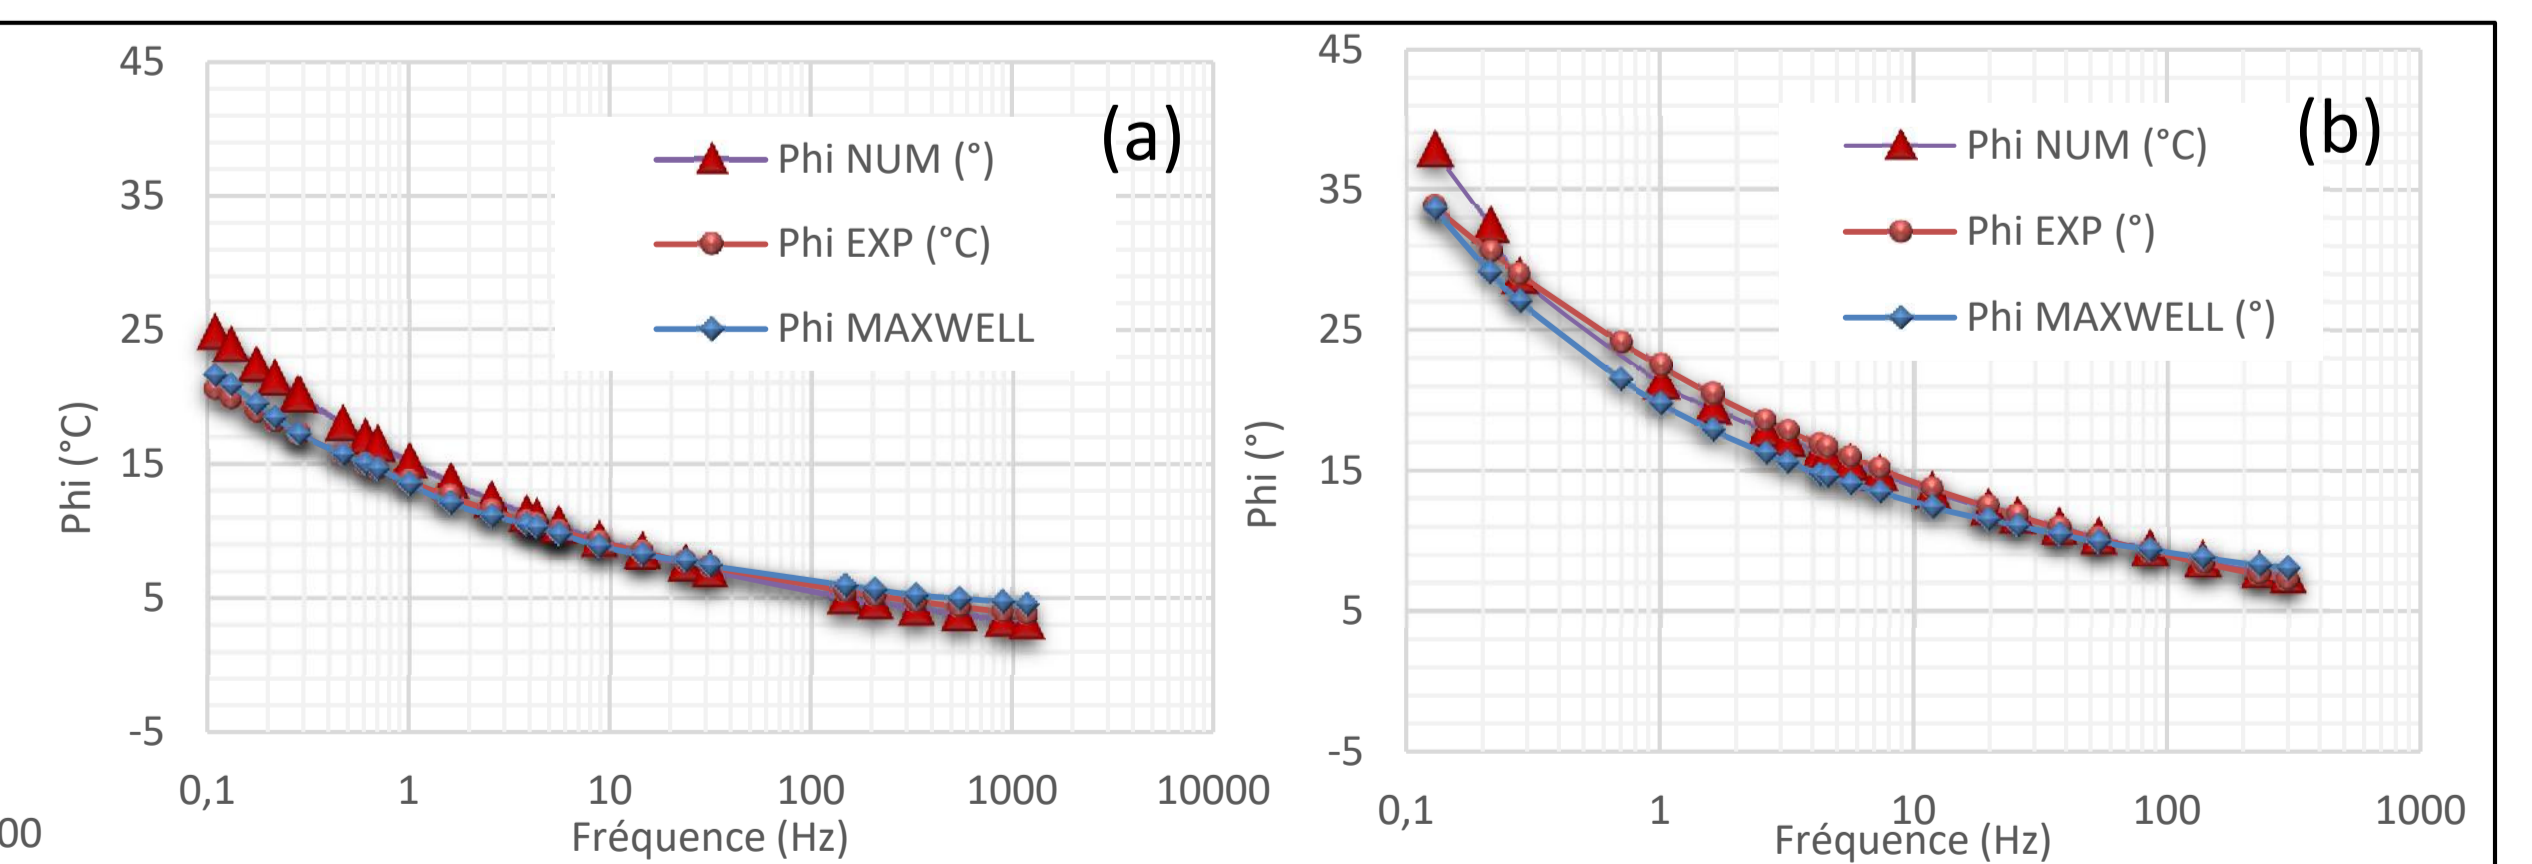 45
35
25
15
5
-5
Phi (°C)
(a)
Phi NUM (°)
Phi EXP (°C)
Phi MAXWELL
0,1 1 10 100 1000 10000
Fréquence (Hz)
00
45
35
25
15
5
-5
Phi (°)
(b)
Phi NUM (°C)
Phi EXP (°)
Phi MAXWELL (°)
0,1 1 10 100 1000
Fréquence (Hz)